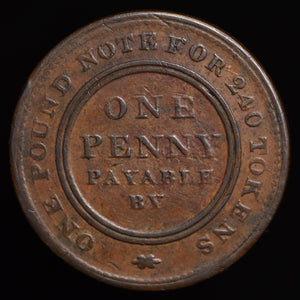 ONE POUND NOTE FOR 240 TOKENS
ONE
PENNY
PAYABLE
BY